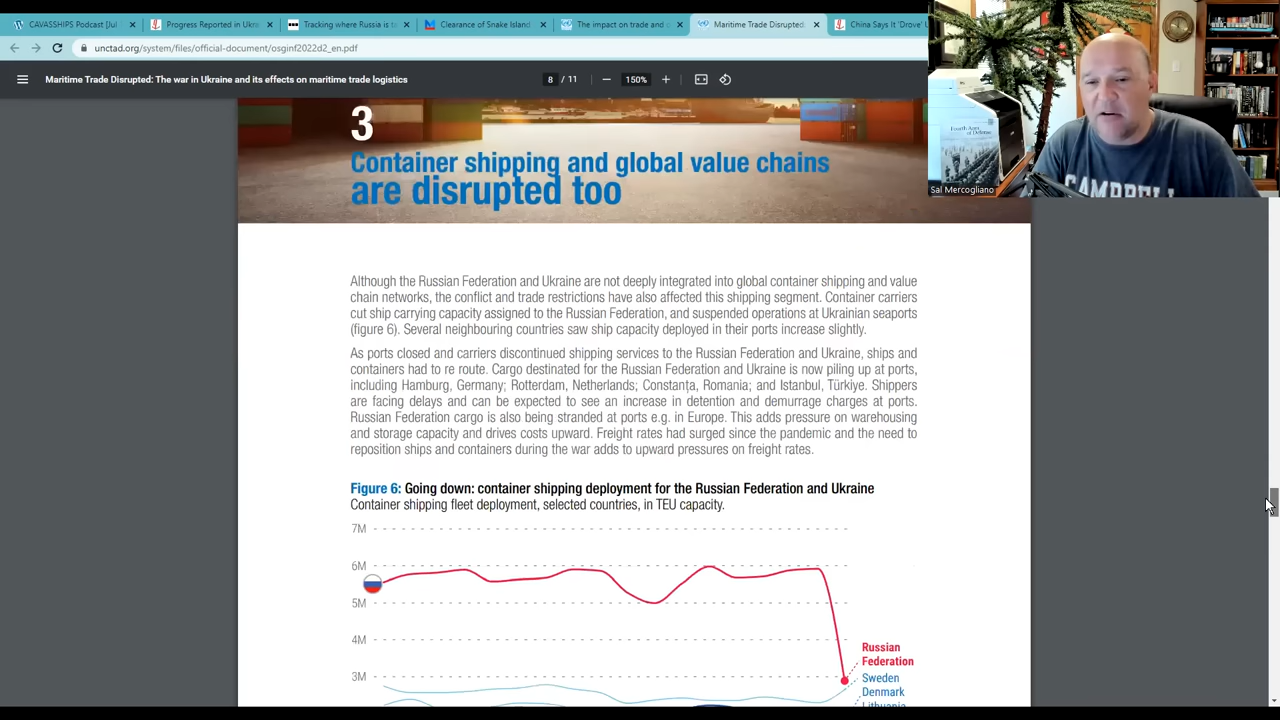 CAVASSHIPS Podcast [Jul
Progress Reported in Ukr
Tracking where Russia is t
Clearance of Snake Island
The impact on trade and
Maritime Trade Disrupted:
China Says It 'Drove' U
unctad.org/system/files/official-document/osginf2022d2_en.pdf
Maritime Trade Disrupted: The war in Ukraine and its effects on maritime trade logistics
8 / 11
150%
Fourth Arm
of Defense
Sal Mercogliano
CAMPBELL
3
Container shipping and global value chains
are disrupted too
Although the Russian Federation and Ukraine are not deeply integrated into global container shipping and value
chain networks, the conflict and trade restrictions have also affected this shipping segment. Container carriers
cut ship carrying capacity assigned to the Russian Federation, and suspended operations at Ukrainian seaports
(figure 6). Several neighbouring countries saw ship capacity deployed in their ports increase slightly.
As ports closed and carriers discontinued shipping services to the Russian Federation and Ukraine, ships and
containers had to re route. Cargo destinated for the Russian Federation and Ukraine is now piling up at ports,
including Hamburg, Germany; Rotterdam, Netherlands; Constanța, Romania; and Istanbul, Türkiye. Shippers
are facing delays and can be expected to see an increase in detention and demurrage charges at ports.
Russian Federation cargo is also being stranded at ports e.g. in Europe. This adds pressure on warehousing
and storage capacity and drives costs upward. Freight rates had surged since the pandemic and the need to
reposition ships and containers during the war adds to upward pressures on freight rates.
Figure 6: Going down: container shipping deployment for the Russian Federation and Ukraine
Container shipping fleet deployment, selected countries, in TEU capacity.
7M
6M
5M
4M
3M
Russian
Federation
Sweden
Denmark
Lithuania